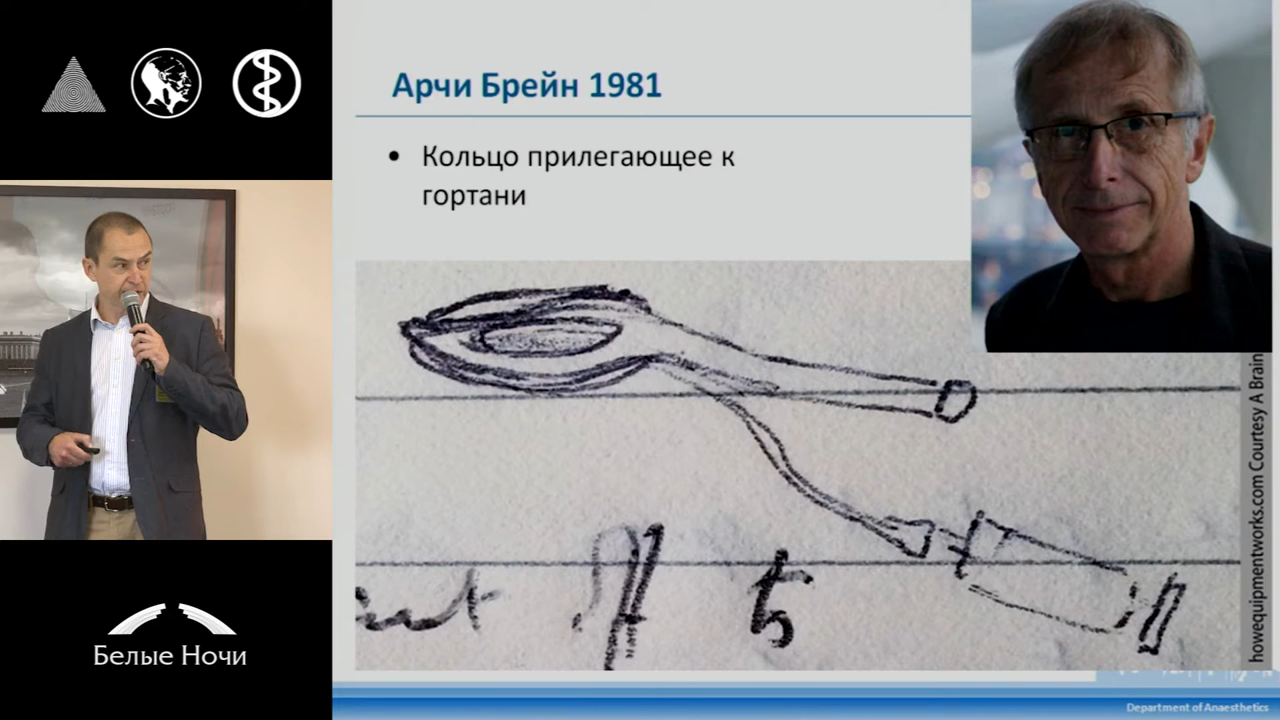 Арчи Брейн 1981
• Кольцо прилегающее к
гортани
howequipmentworks.com Courtesy A Brain
Белые Ночи
Department of Anaesthetics